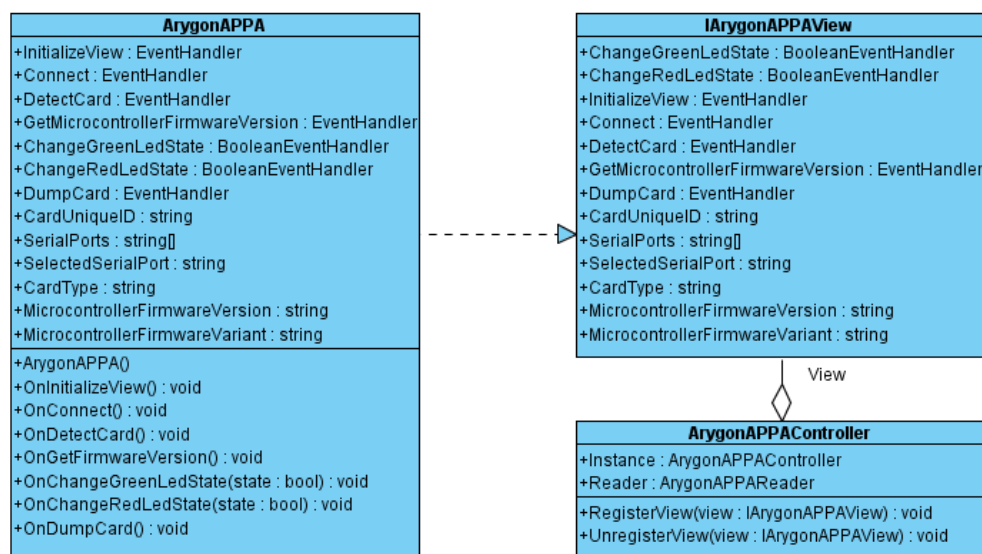 ArygonAPPA
+InitializeView : EventHandler
+Connect : EventHandler
+DetectCard : EventHandler
+GetMicrocontrollerFirmwareVersion : EventHandler
+ChangeGreenLedState : BooleanEventHandler
+ChangeRedLedState : BooleanEventHandler
+DumpCard : EventHandler
+CardUniqueID : string
+SerialPorts : string[]
+SelectedSerialPort : string
+CardType : string
+MicrocontrollerFirmwareVersion : string
+MicrocontrollerFirmwareVariant : string
+ArygonAPPA()
+OnInitializeView() : void
+OnConnect() : void
+OnDetectCard() : void
+OnGetFirmwareVersion() : void
+OnChangeGreenLedState(state : bool) : void
+OnChangeRedLedState(state : bool) : void
+OnDumpCard() : void
IArygonAPPAView
+ChangeGreenLedState : BooleanEventHandler
+ChangeRedLedState : BooleanEventHandler
+InitializeView : EventHandler
+Connect : EventHandler
+DetectCard : EventHandler
+GetMicrocontrollerFirmwareVersion : EventHandler
+DumpCard : EventHandler
+CardUniqueID : string
+SerialPorts : string[]
+SelectedSerialPort : string
+CardType : string
+MicrocontrollerFirmwareVersion : string
+MicrocontrollerFirmwareVariant : string
View
ArygonAPPAController
+Instance : ArygonAPPAController
+Reader : ArygonAPPAReader
+RegisterView(view : IArygonAPPAView) : void
+UnregisterView(view : IArygonAPPAView) : void